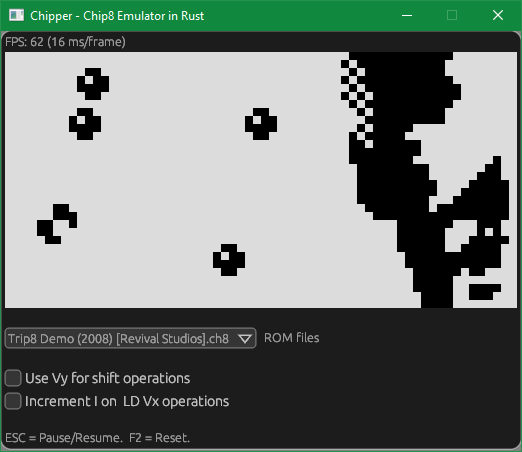 Chipper - Chip8 Emulator in Rust
FPS: 62 (16 ms/frame)
Trip8 Demo (2008) [Revival Studios].ch8 ROM files
Use Vy for shift operations
Increment I on  LD Vx operations
ESC = Pause/Resume.  F2 = Reset.